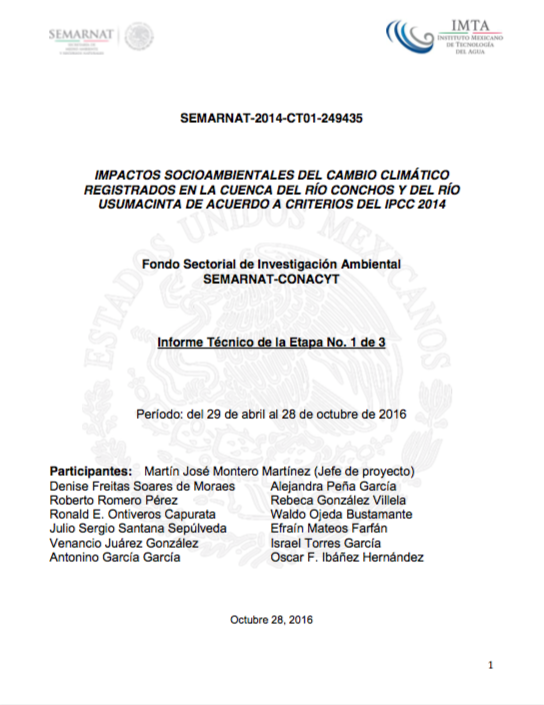 SEMARNAT
SECRETARÍA DE
MEDIO AMBIENTE
Y RECURSOS NATURALES
IMTA
INSTITUTO MEXICANO
DE TECNOLOGÍA
DEL AGUA
SEMARNAT-2014-CT01-249435
IMPACTOS SOCIOAMBIENTALES DEL CAMBIO CLIMÁTICO
REGISTRADOS EN LA CUENCA DEL RÍO CONCHOS Y DEL RÍO
USUMACINTA DE ACUERDO A CRITERIOS DEL IPCC 2014
ESTADOS UNIDOS MEXICANOS
Fondo Sectorial de Investigación Ambiental
SEMARNAT-CONACYT
Informe Técnico de la Etapa No. 1 de 3
Período: del 29 de abril al 28 de octubre de 2016
Participantes: Martín José Montero Martínez (Jefe de proyecto)
Denise Freitas Soares de Moraes Alejandra Peña García
Roberto Romero Pérez Rebeca González Villela
Ronald E. Ontiveros Capurata Waldo Ojeda Bustamante
Julio Sergio Santana Sepúlveda Efraín Mateos Farfán
Venancio Juárez González Israel Torres García
Antonino García García Oscar F. Ibáñez Hernández
Octubre 28, 2016
1